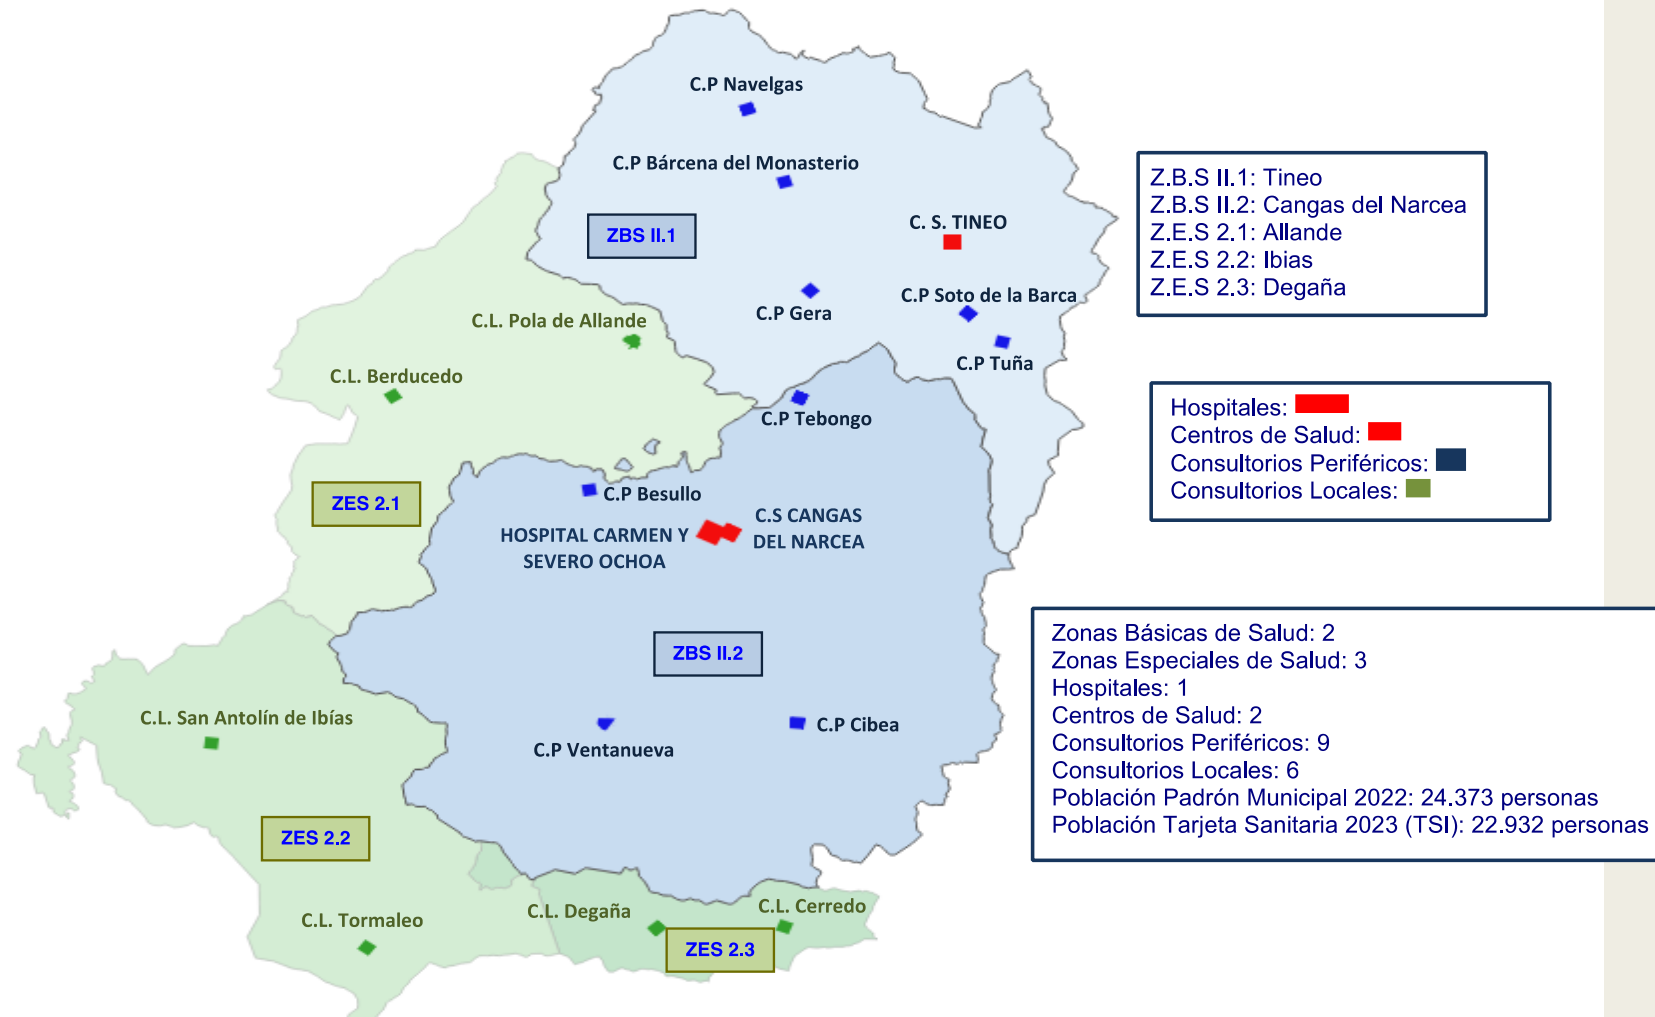 C.P Navelgas
C.P Bárcena del Monasterio
ZBS II.1
C. S. TINEO
C.P Gera
C.P Soto de la Barca
C.P Tuña
C.L. Pola de Allande
C.L. Berducedo
C.P Tebongo
ZES 2.1
C.P Besullo
HOSPITAL CARMEN Y
SEVERO OCHOA
C.S CANGAS
DEL NARCEA
ZBS II.2
C.L. San Antolín de Ibías
C.P Ventanueva
C.P Cibea
ZES 2.2
C.L. Tormaleo
C.L. Degaña
C.L. Cerredo
ZES 2.3
Z.B.S II.1: Tineo
Z.B.S II.2: Cangas del Narcea
Z.E.S 2.1: Allande
Z.E.S 2.2: Ibias
Z.E.S 2.3: Degaña
Hospitales:
Centros de Salud:
Consultorios Periféricos:
Consultorios Locales:
Zonas Básicas de Salud: 2
Zonas Especiales de Salud: 3
Hospitales: 1
Centros de Salud: 2
Consultorios Periféricos: 9
Consultorios Locales: 6
Población Padrón Municipal 2022: 24.373 personas
Población Tarjeta Sanitaria 2023 (TSI): 22.932 personas